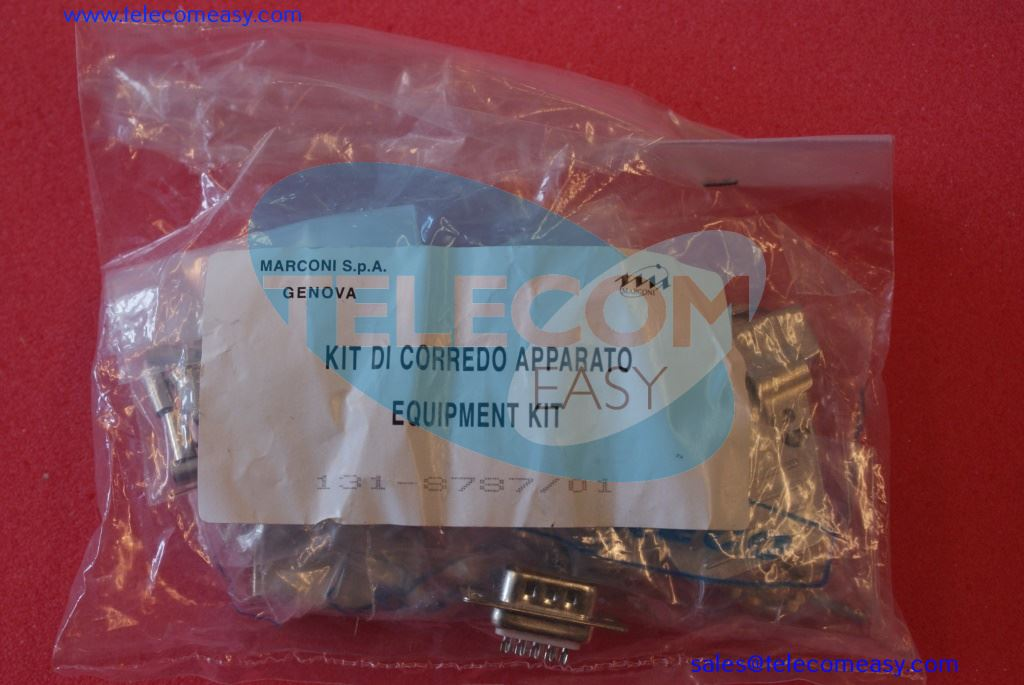 www.telecomeasy.com
MARCONI S.p.A.
GENOVA
MARCONI
TELECOM
KIT DI CORREDO APPARATO
EASY
EQUIPMENT KIT
131-8787/01
sales@telecomeasy.com